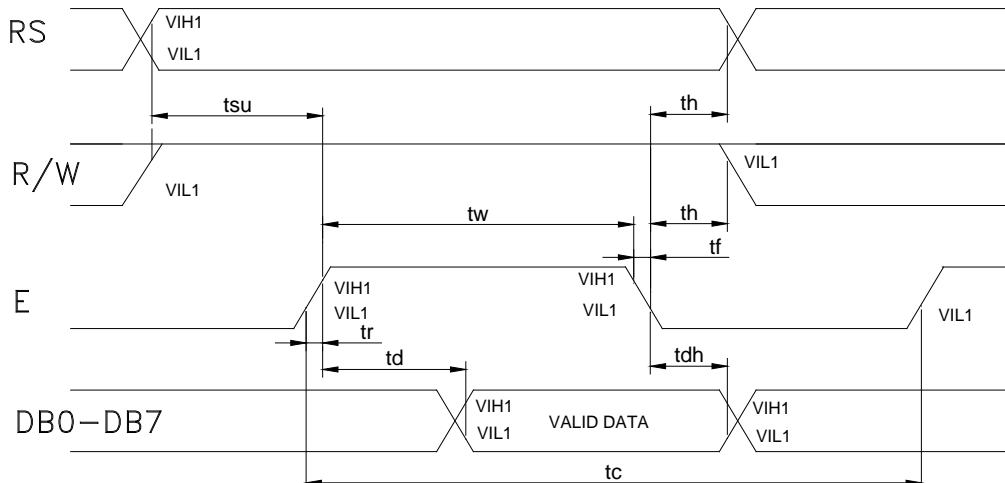 RS
VIH1
VIL1
tsu
th
R/W
VIL1
VIL1
tw
th
tf
E
VIH1
VIL1
VIH1
VIL1
VIL1
tr
td
tdh
DB0-DB7
VIH1
VIL1
VALID DATA
VIH1
VIL1
tc